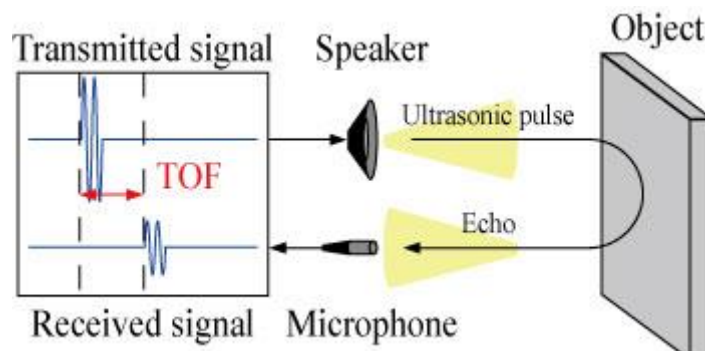 Transmitted signal
Speaker
Object
Ultrasonic pulse
TOF
Echo
Received signal
Microphone